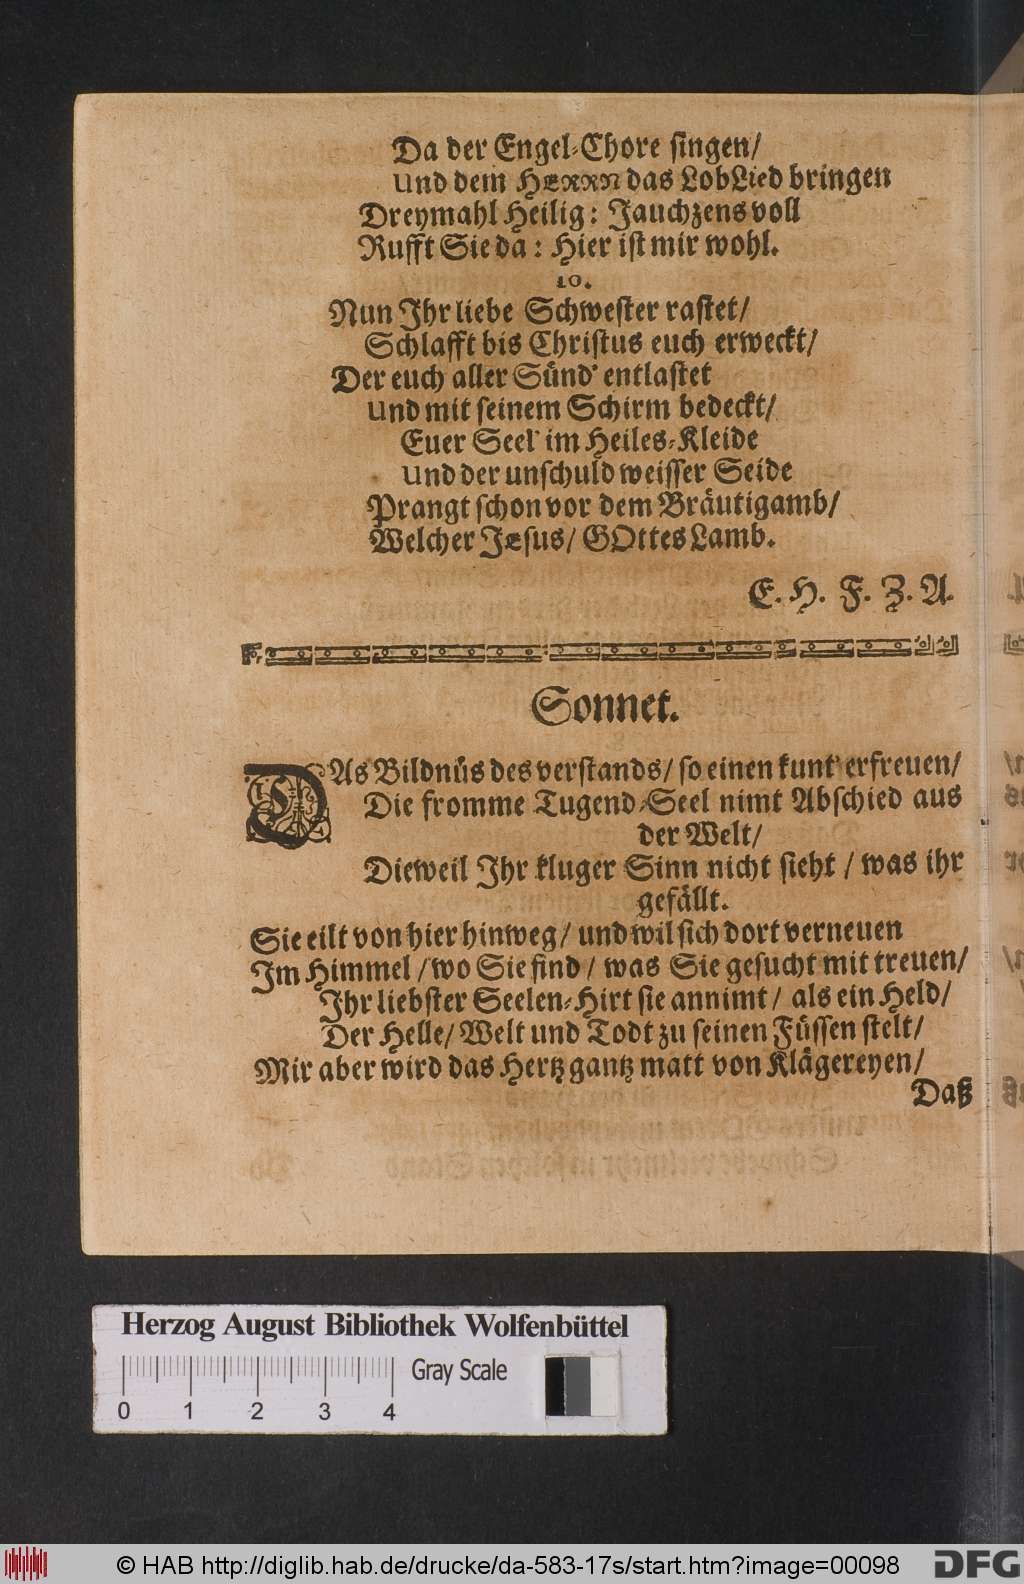 Da der Engel-Chore singen/
Und dem HERRN das LobLied bringen
Dreymahl Heilig: Jauchzens voll
Rufft Sie da: Hier ist mir wohl.
10.
Nun Ihr liebe Schwester rastet/
Schlafft bis Christus euch erweckt/
Der euch aller Sünd' entlastet
Und mit seinem Schirm bedeckt/
Euer Seel' im Heiles-Kleide
Und der unschuld weisser Seide
Prangt schon vor dem Bräutigamb/
Welcher JEsus/ GOttes Lamb.
E. H. F. Z. A.
Sonnet.
DAs Bildnüs des verstands/ so einen kunt' erfreuen/
Die fromme Tugend-Seel nimt Abschied aus
der Welt/
Dieweil Ihr kluger Sinn nicht sieht / was ihr
gefällt.
Sie eilt von hier hinweg/ und wil sich dort verneuen
Im Himmel / wo Sie find / was Sie gesucht mit treuen/
Ihr liebster Seelen-Hirt sie annimt / als ein Held/
Der Helle/ Welt und Todt zu seinen Füssen stelt/
Mir aber wird das Hertz gantz matt von Klägereyen/
Daß
Herzog August Bibliothek Wolfenbüttel
Gray Scale
0 1 2 3 4
© HAB http://diglib.hab.de/drucke/da-583-17s/start.htm?image=00098
DFG